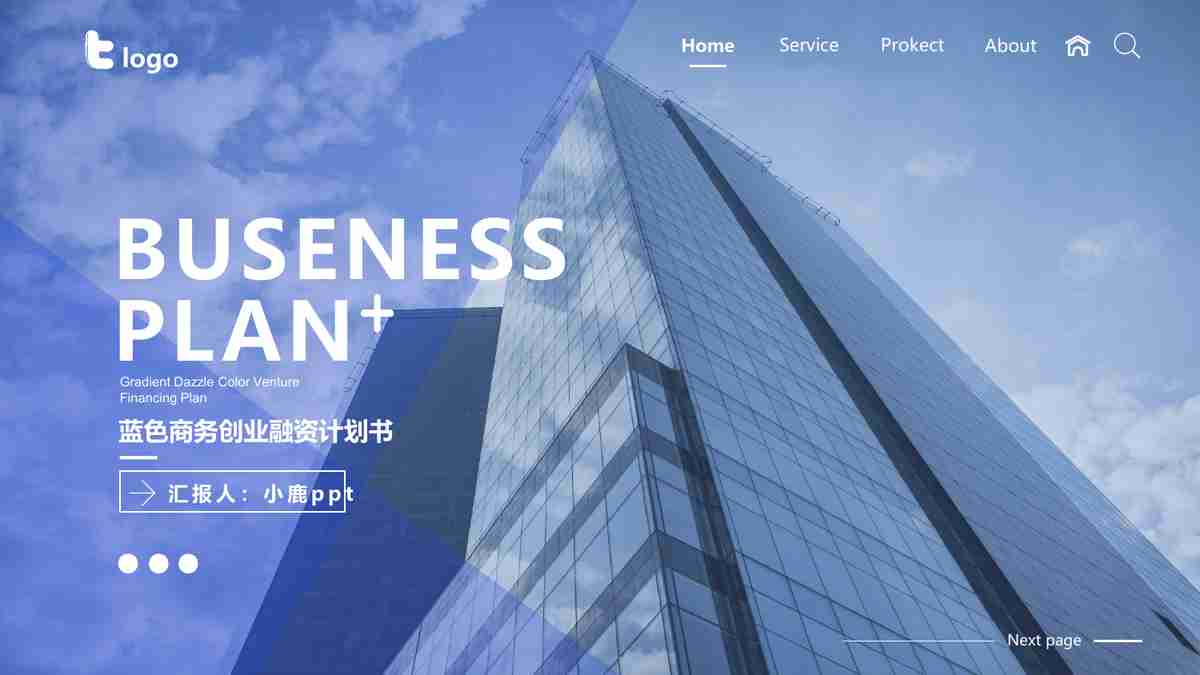 logo
Home Service Prokect About
BUSENESS
PLAN+
Gradient Dazzle Color Venture
Financing Plan
蓝色商务创业融资计划书
汇报人：小鹿ppt
Next page